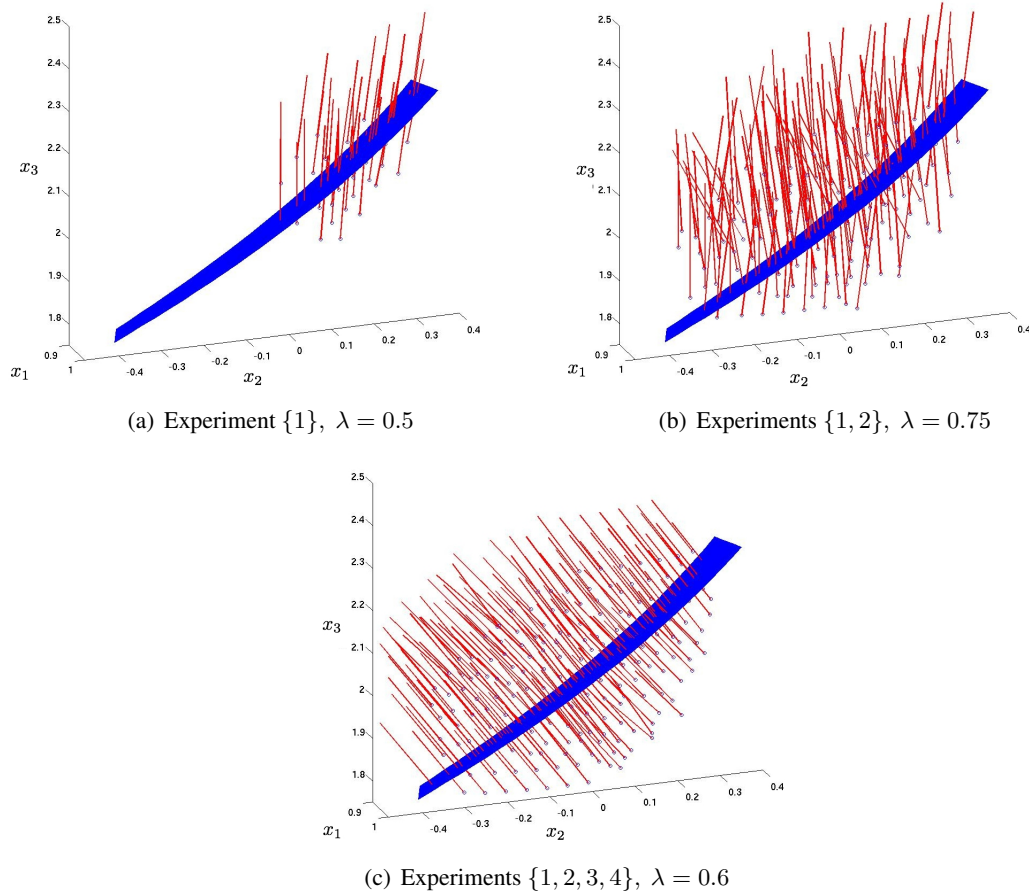 2.5
2.4
2.3
2.2
2.1
2
1.9
1.8
x3
0.9
1
x1
-0.4 -0.3 -0.2 -0.1 0 0.1 0.2 0.3 0.4
x2
(a) Experiment {1}, λ = 0.5
2.5
2.4
2.3
2.2
2.1
2
1.9
1.8
x3
0.9
1
x1
-0.4 -0.3 -0.2 -0.1 0 0.1 0.2 0.3 0.4
x2
(b) Experiments {1, 2}, λ = 0.75
2.5
2.4
2.3
2.2
2.1
2
1.9
1.8
x3
0.9
1
x1
-0.4 -0.3 -0.2 -0.1 0 0.1 0.2 0.3 0.4
x2
(c) Experiments {1, 2, 3, 4}, λ = 0.6